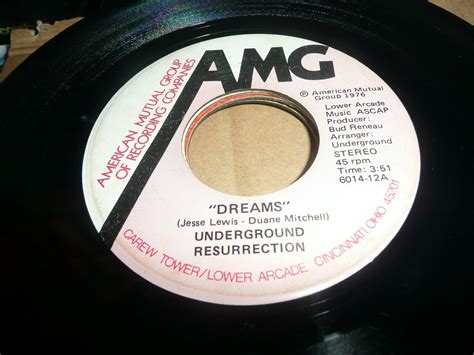 AMG
AMERICAN MUTUAL GROUP
OF RECORDING COMPANIES
℗ American Mutual
Group 1976
Lower Arcade
Music ASCAP
Producer:
Bud Reneau
Arranger:
Underground
STEREO
45 rpm
Time: 3:51
6014-12A
"DREAMS"
(Jesse Lewis - Duane Mitchell)
UNDERGROUND
RESURRECTION
CAREW TOWER/LOWER ARCADE CINCINNATI OHIO 45201